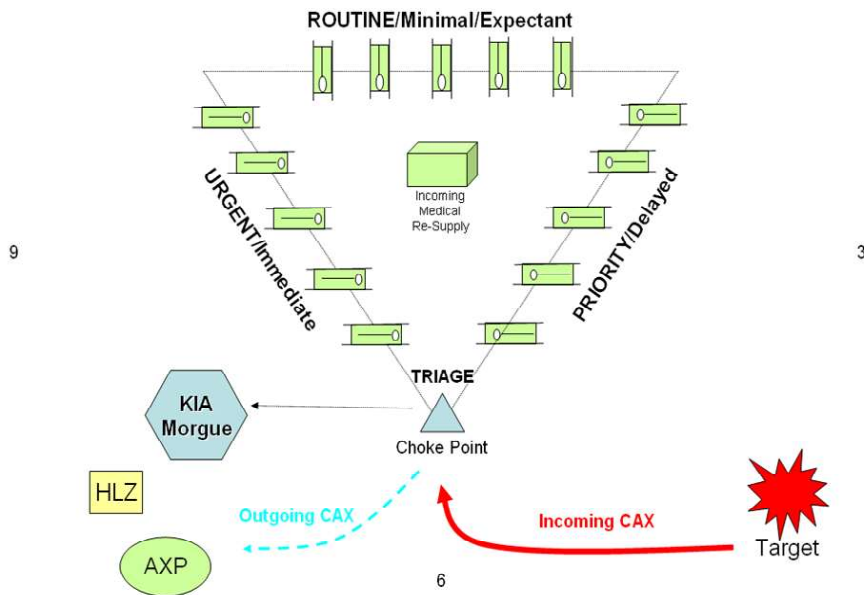 ROUTINE/Minimal/Expectant
Incoming
Medical
Re-Supply
URGENT/Immediate
PRIORITY/Delayed
9
3
TRIAGE
KIA
Morgue
Choke Point
HLZ
Outgoing CAX
Incoming CAX
Target
AXP
6